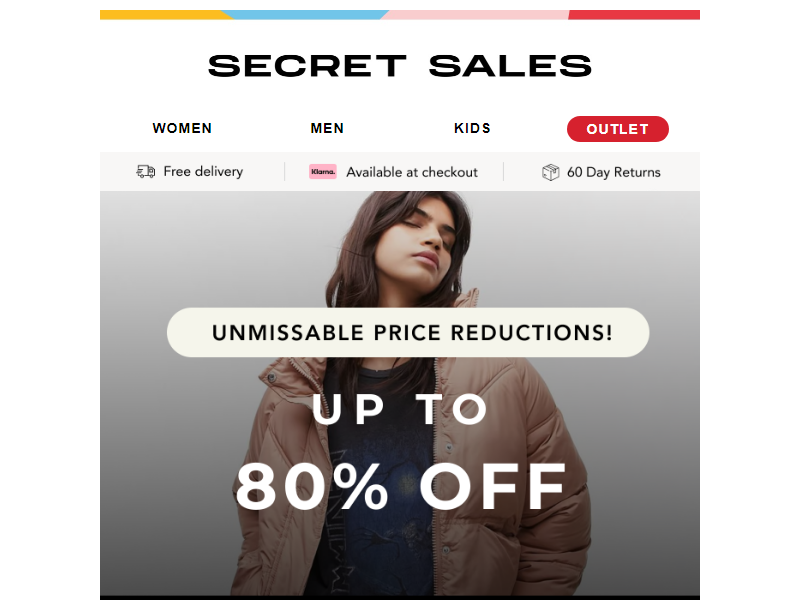 SECRET SALES
WOMEN MEN KIDS OUTLET
Free delivery Klarna. Available at checkout 60 Day Returns
UNMISSABLE PRICE REDUCTIONS!
UP TO
80% OFF